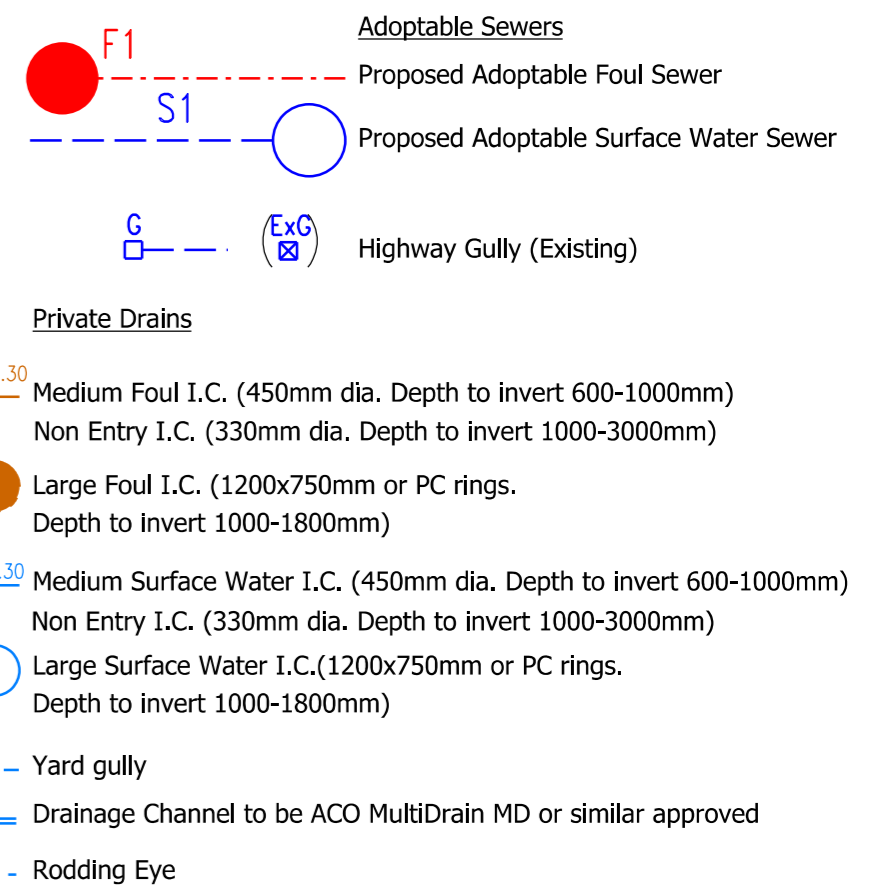 Adoptable Sewers
F1
Proposed Adoptable Foul Sewer
S1
Proposed Adoptable Surface Water Sewer
G
(ExG)
Highway Gully (Existing)
Private Drains
.30
Medium Foul I.C. (450mm dia. Depth to invert 600-1000mm)
Non Entry I.C. (330mm dia. Depth to invert 1000-3000mm)
Large Foul I.C. (1200x750mm or PC rings.
Depth to invert 1000-1800mm)
.30
Medium Surface Water I.C. (450mm dia. Depth to invert 600-1000mm)
Non Entry I.C. (330mm dia. Depth to invert 1000-3000mm)
Large Surface Water I.C.(1200x750mm or PC rings.
Depth to invert 1000-1800mm)
Yard gully
Drainage Channel to be ACO MultiDrain MD or similar approved
Rodding Eye